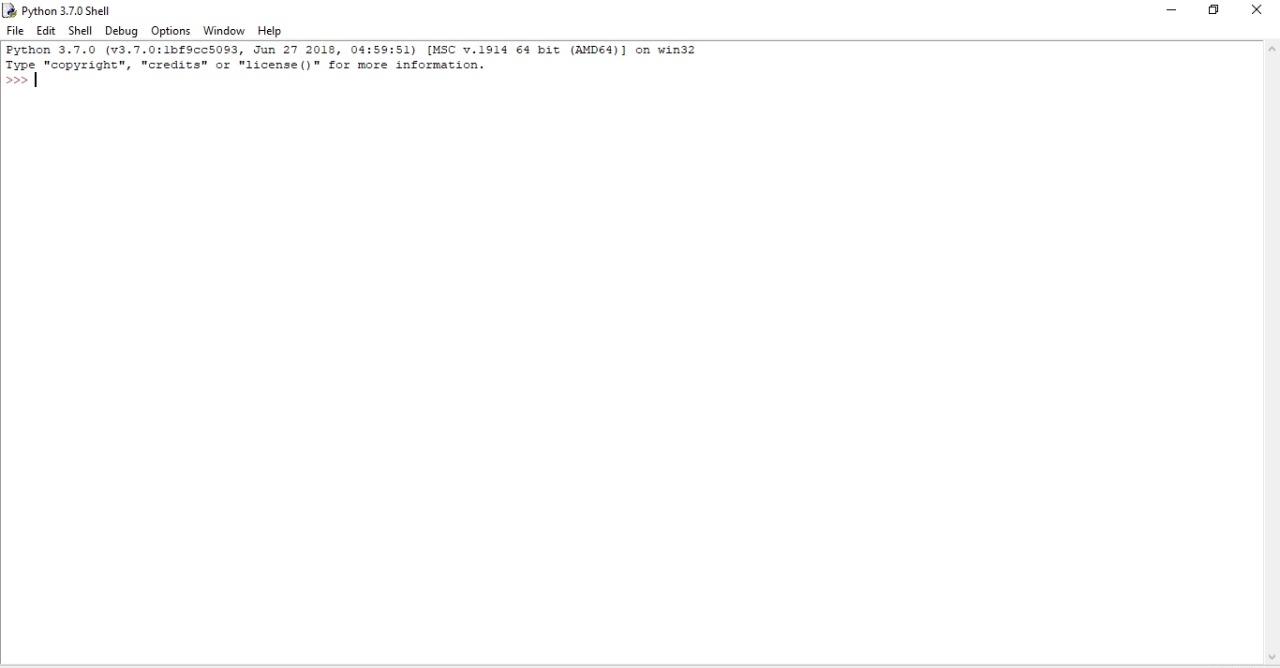 Python 3.7.0 Shell
File Edit Shell Debug Options Window Help
Python 3.7.0 (v3.7.0:1bf9cc5093, Jun 27 2018, 04:59:51) [MSC v.1914 64 bit (AMD64)] on win32
Type "copyright", "credits" or "license()" for more information.
>>>